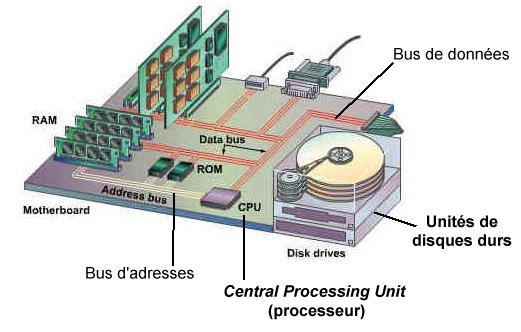 Bus de données
RAM
Data bus
ROM
Address bus
CPU
Motherboard
Unités de
disques durs
Disk drives
Bus d'adresses
Central Processing Unit
(processeur)